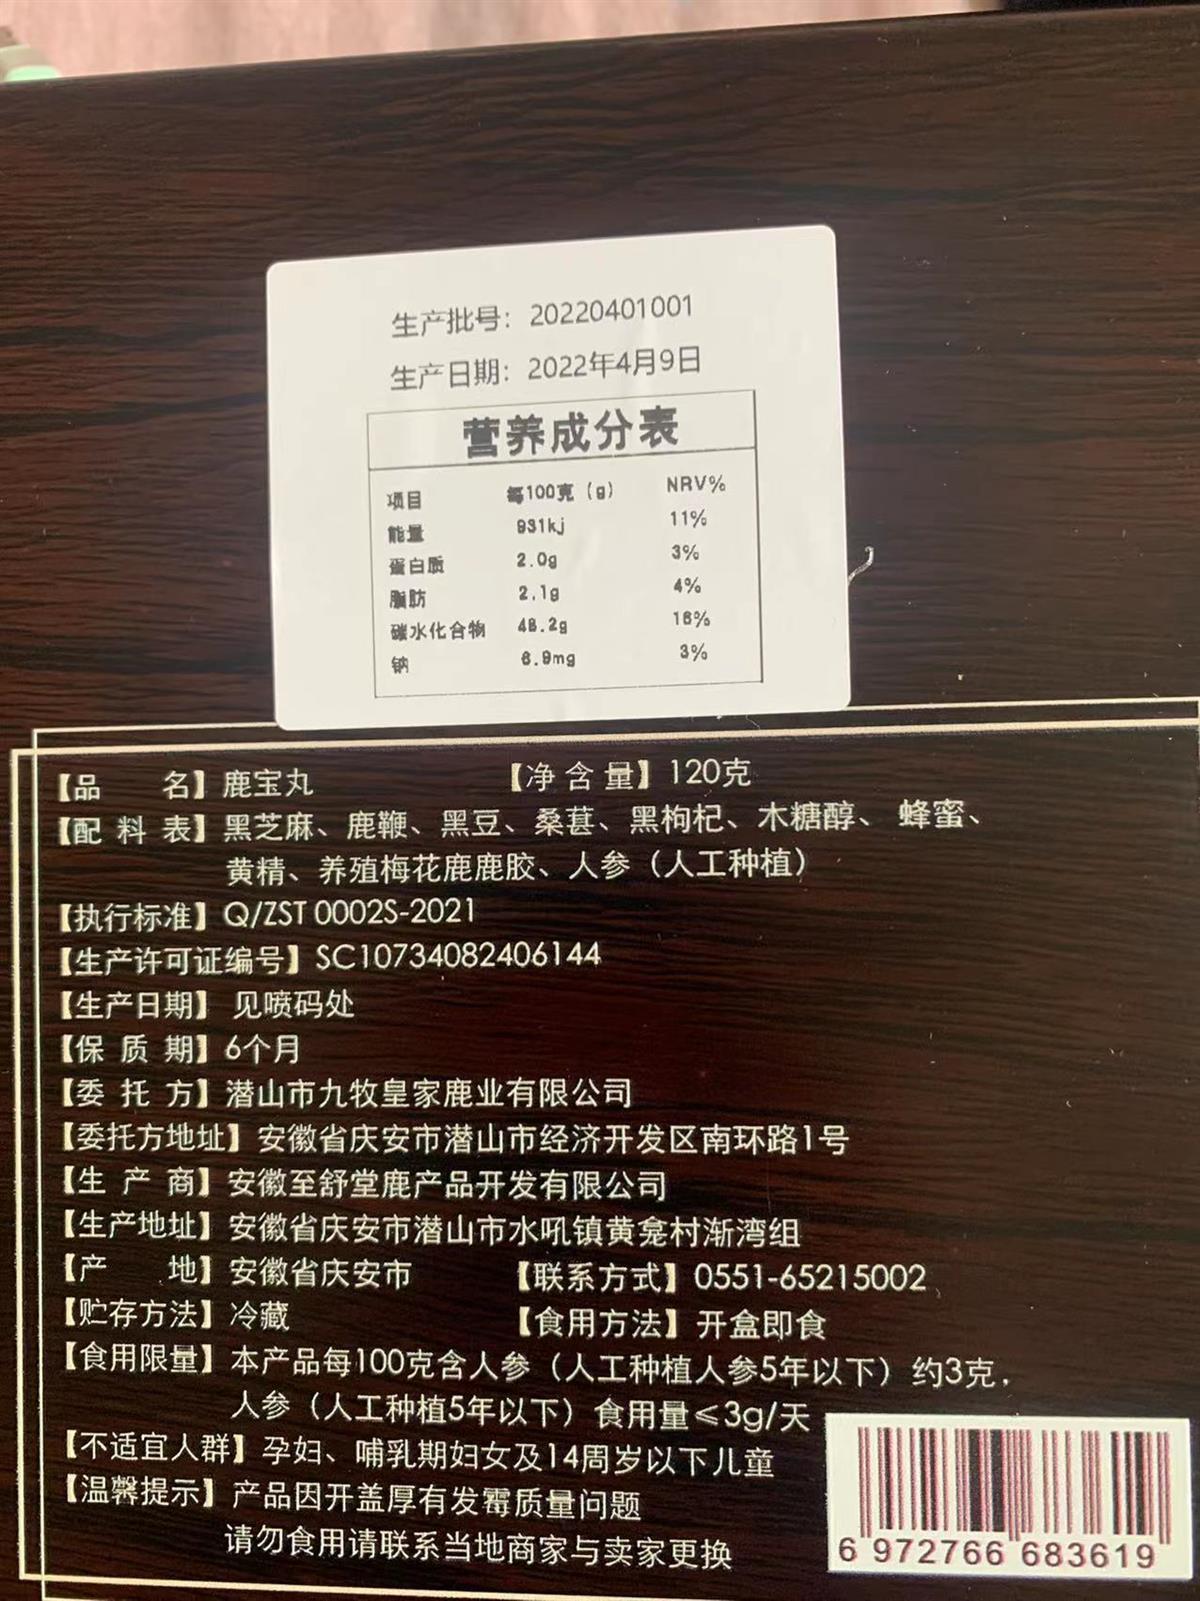 生产批号：20220401001
生产日期：2022年4月9日
营养成分表
项目 每100克（g） NRV%
能量 931kj 11%
蛋白质 2.0g 3%
脂肪 2.1g 4%
碳水化合物 48.2g 16%
钠 6.9mg 3%
【品 名】鹿宝丸 【净含量】120克
【配料表】黑芝麻、鹿鞭、黑豆、桑葚、黑枸杞、木糖醇、蜂蜜、
黄精、养殖梅花鹿鹿胶、人参（人工种植）
【执行标准】Q/ZST 0002S-2021
【生产许可证编号】SC10734082406144
【生产日期】见喷码处
【保质期】6个月
【委托方】潜山市九牧皇家鹿业有限公司
【委托方地址】安徽省庆安市潜山市经济开发区南环路1号
【生产商】安徽至舒堂鹿产品开发有限公司
【生产地址】安徽省庆安市潜山市水吼镇黄龛村渐湾组
【产 地】安徽省庆安市 【联系方式】0551-65215002
【贮存方法】冷藏 【食用方法】开盒即食
【食用限量】本产品每100克含人参（人工种植人参5年以下）约3克，
人参（人工种植5年以下）食用量≤3g/天
【不适宜人群】孕妇、哺乳期妇女及14周岁以下儿童
【温馨提示】产品因开盖厚有发霉质量问题
请勿食用请联系当地商家与卖家更换
6 972766 683619